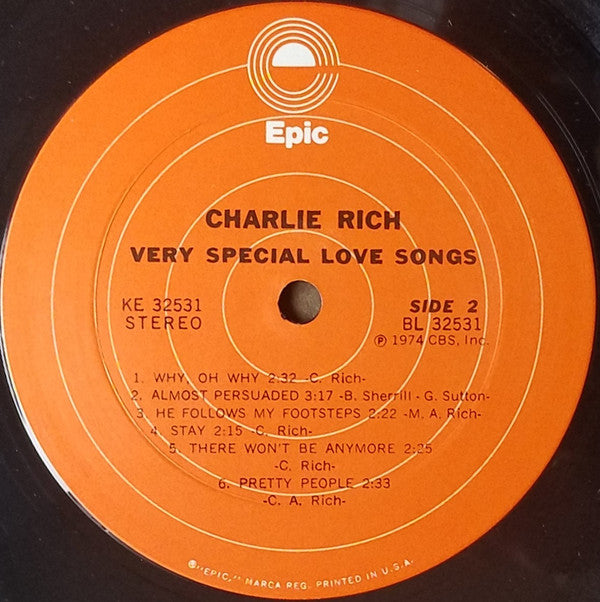 Epic
CHARLIE RICH
VERY SPECIAL LOVE SONGS
KE 32531 SIDE 2
STEREO BL 32531
Ⓟ 1974 CBS, Inc.
1. WHY, OH WHY 2:32 -C. Rich-
2. ALMOST PERSUADED 3:17 -B. Sherrill - G. Sutton-
3. HE FOLLOWS MY FOOTSTEPS 2:22 -M. A. Rich-
4. STAY 2:15 -C. Rich-
5. THERE WON'T BE ANYMORE 2:25
-C. Rich-
6. PRETTY PEOPLE 2:33
-C. A. Rich-
®"EPIC," MARCA REG. PRINTED IN U.S.A.